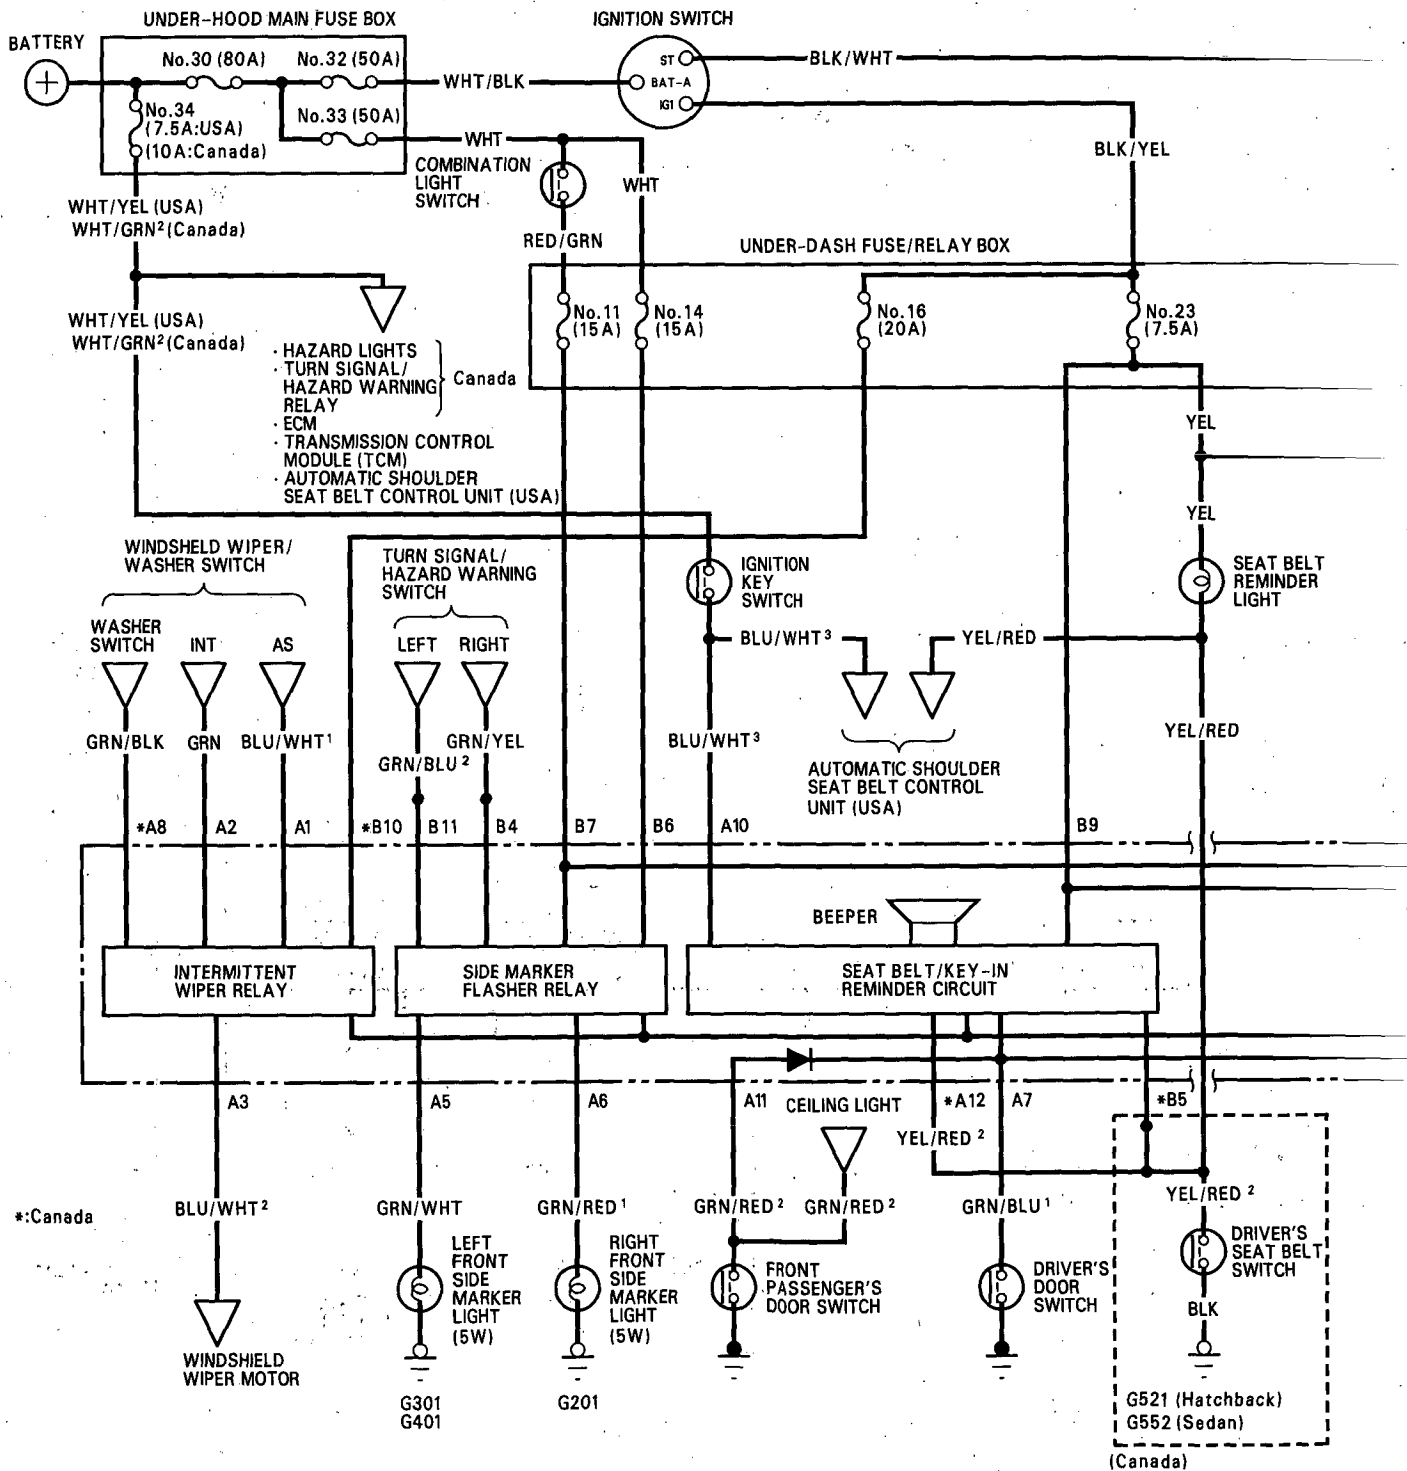 UNDER-HOOD MAIN FUSE BOX
IGNITION SWITCH
BATTERY
No.30 (80A)
No.32 (50A)
ST
BLK/WHT
WHT/BLK
BAT-A
No.34
(7.5A:USA)
(10A:Canada)
No.33 (50A)
IG1
WHT
BLK/YEL
COMBINATION
LIGHT
SWITCH
WHT
WHT/YEL (USA)
WHT/GRN² (Canada)
RED/GRN
UNDER-DASH FUSE/RELAY BOX
WHT/YEL (USA)
WHT/GRN² (Canada)
No.11
(15A)
No.14
(15A)
No.16
(20A)
No.23
(7.5A)
· HAZARD LIGHTS
· TURN SIGNAL/
HAZARD WARNING
RELAY
Canada
· ECM
· TRANSMISSION CONTROL
MODULE (TCM)
· AUTOMATIC SHOULDER
SEAT BELT CONTROL UNIT (USA)
YEL
YEL
WINDSHIELD WIPER/
WASHER SWITCH
TURN SIGNAL/
HAZARD WARNING
SWITCH
IGNITION
KEY
SWITCH
SEAT BELT
REMINDER
LIGHT
WASHER
SWITCH
INT
AS
LEFT
RIGHT
BLU/WHT³
YEL/RED
GRN/BLK
GRN
BLU/WHT¹
GRN/BLU²
GRN/YEL
BLU/WHT³
YEL/RED
AUTOMATIC SHOULDER
SEAT BELT CONTROL
UNIT (USA)
*A8
A2
A1
*B10
B11
B4
B7
B6
A10
B9
BEEPER
INTERMITTENT
WIPER RELAY
SIDE MARKER
FLASHER RELAY
SEAT BELT/KEY-IN
REMINDER CIRCUIT
A3
A5
A6
A11
CEILING LIGHT
*A12
A7
*B5
YEL/RED²
*:Canada
BLU/WHT²
GRN/WHT
GRN/RED¹
GRN/RED²
GRN/RED²
GRN/BLU¹
YEL/RED²
LEFT
FRONT
SIDE
MARKER
LIGHT
(5W)
RIGHT
FRONT
SIDE
MARKER
LIGHT
(5W)
FRONT
PASSENGER'S
DOOR SWITCH
DRIVER'S
DOOR
SWITCH
DRIVER'S
SEAT BELT
SWITCH
BLK
WINDSHIELD
WIPER MOTOR
G301
G401
G201
G521 (Hatchback)
G552 (Sedan)
(Canada)